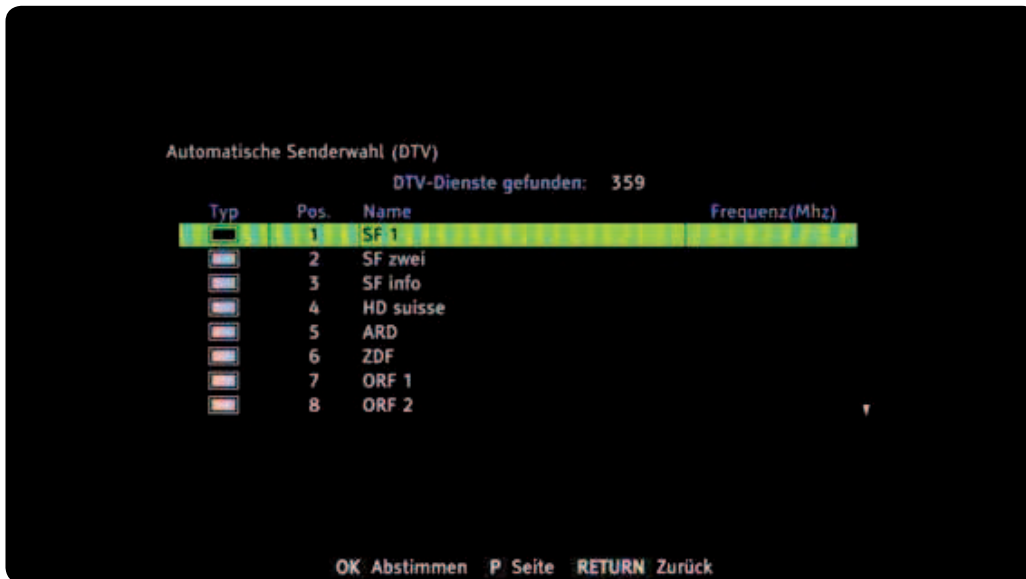 Automatische Senderwahl (DTV)
DTV-Dienste gefunden: 359
Typ Pos. Name Frequenz(Mhz)
1 SF 1
2 SF zwei
3 SF info
4 HD suisse
5 ARD
6 ZDF
7 ORF 1
8 ORF 2
OK Abstimmen P Seite RETURN Zurück